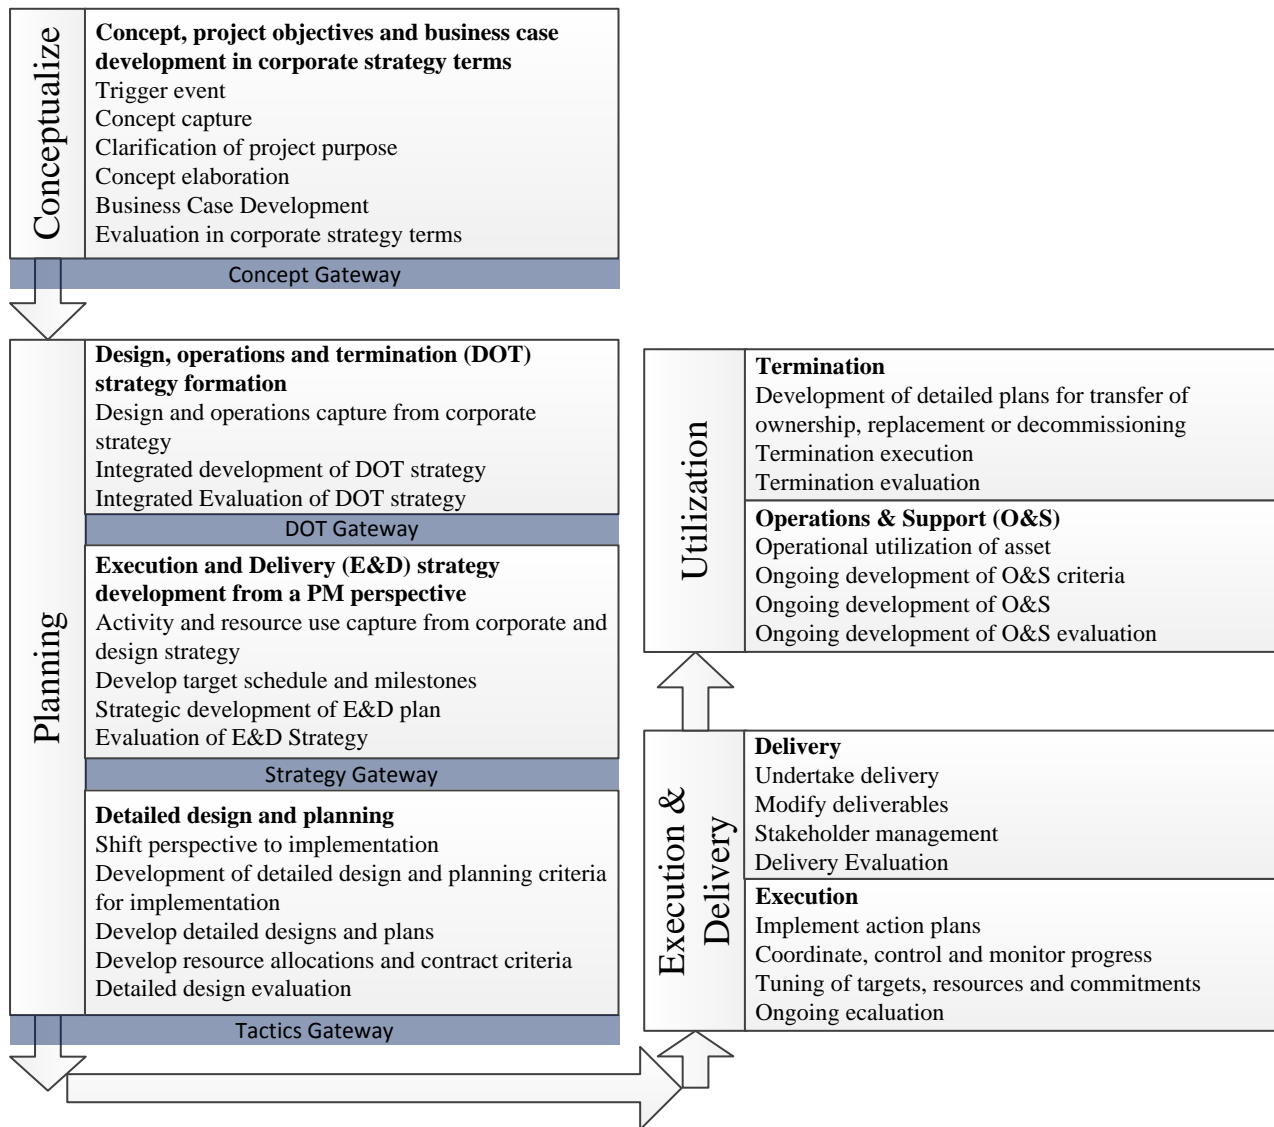 Conceptualize
Concept, project objectives and business case
development in corporate strategy terms
Trigger event
Concept capture
Clarification of project purpose
Concept elaboration
Business Case Development
Evaluation in corporate strategy terms
Concept Gateway
Planning
Design, operations and termination (DOT)
strategy formation
Design and operations capture from corporate
strategy
Integrated development of DOT strategy
Integrated Evaluation of DOT strategy
DOT Gateway
Execution and Delivery (E&D) strategy
development from a PM perspective
Activity and resource use capture from corporate and
design strategy
Develop target schedule and milestones
Strategic development of E&D plan
Evaluation of E&D Strategy
Strategy Gateway
Detailed design and planning
Shift perspective to implementation
Development of detailed design and planning criteria
for implementation
Develop detailed designs and plans
Develop resource allocations and contract criteria
Detailed design evaluation
Tactics Gateway
Utilization
Termination
Development of detailed plans for transfer of
ownership, replacement or decommissioning
Termination execution
Termination evaluation
Operations & Support (O&S)
Operational utilization of asset
Ongoing development of O&S criteria
Ongoing development of O&S
Ongoing development of O&S evaluation
Execution &
Delivery
Delivery
Undertake delivery
Modify deliverables
Stakeholder management
Delivery Evaluation
Execution
Implement action plans
Coordinate, control and monitor progress
Tuning of targets, resources and commitments
Ongoing ecaluation